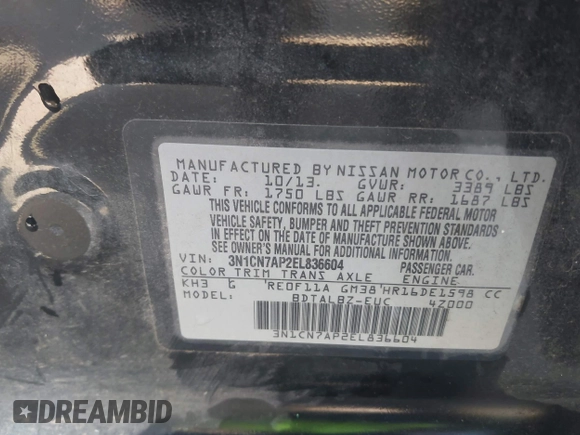 MANUFACTURED BY NISSAN MOTOR CO., LTD.
DATE: 10/13. GVWR: 3389 LBS
GAWR FR: 1750 LBS GAWR RR: 1687 LBS
THIS VEHICLE CONFORMS TO ALL APPLICABLE FEDERAL MOTOR
VEHICLE SAFETY, BUMPER AND THEFT PREVENTION STANDARDS
IN EFFECT ON THE DATE OF MANUFACTURE SHOWN ABOVE.
SEE OWNER'S MANUAL FOR ADDITIONAL INFORMATION.
VIN: 3N1CN7AP2EL836604 PASSENGER CAR.
COLOR TRIM TRANS AXLE ENGINE
KH3 G RE0F11A GM38 HR16DE1598 CC
MODEL: BDTALBZ-EUC 4Z000
3N1CN7AP2EL836604
DREAMBID